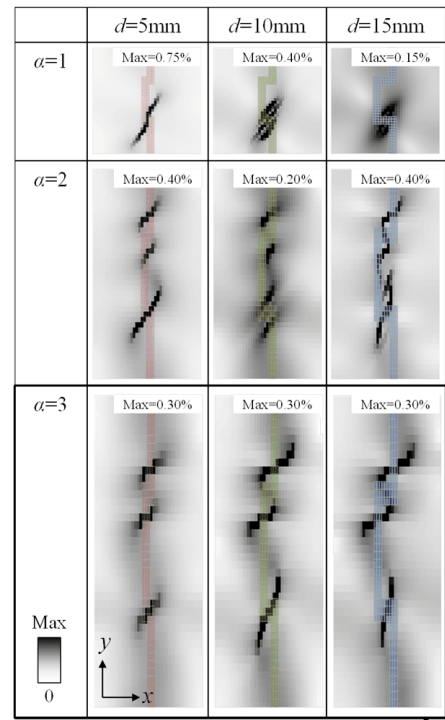 d=5mm d=10mm d=15mm
α=1 Max=0.75% Max=0.40% Max=0.15%
α=2 Max=0.40% Max=0.20% Max=0.40%
α=3 Max=0.30% Max=0.30% Max=0.30%
Max
0
y
x